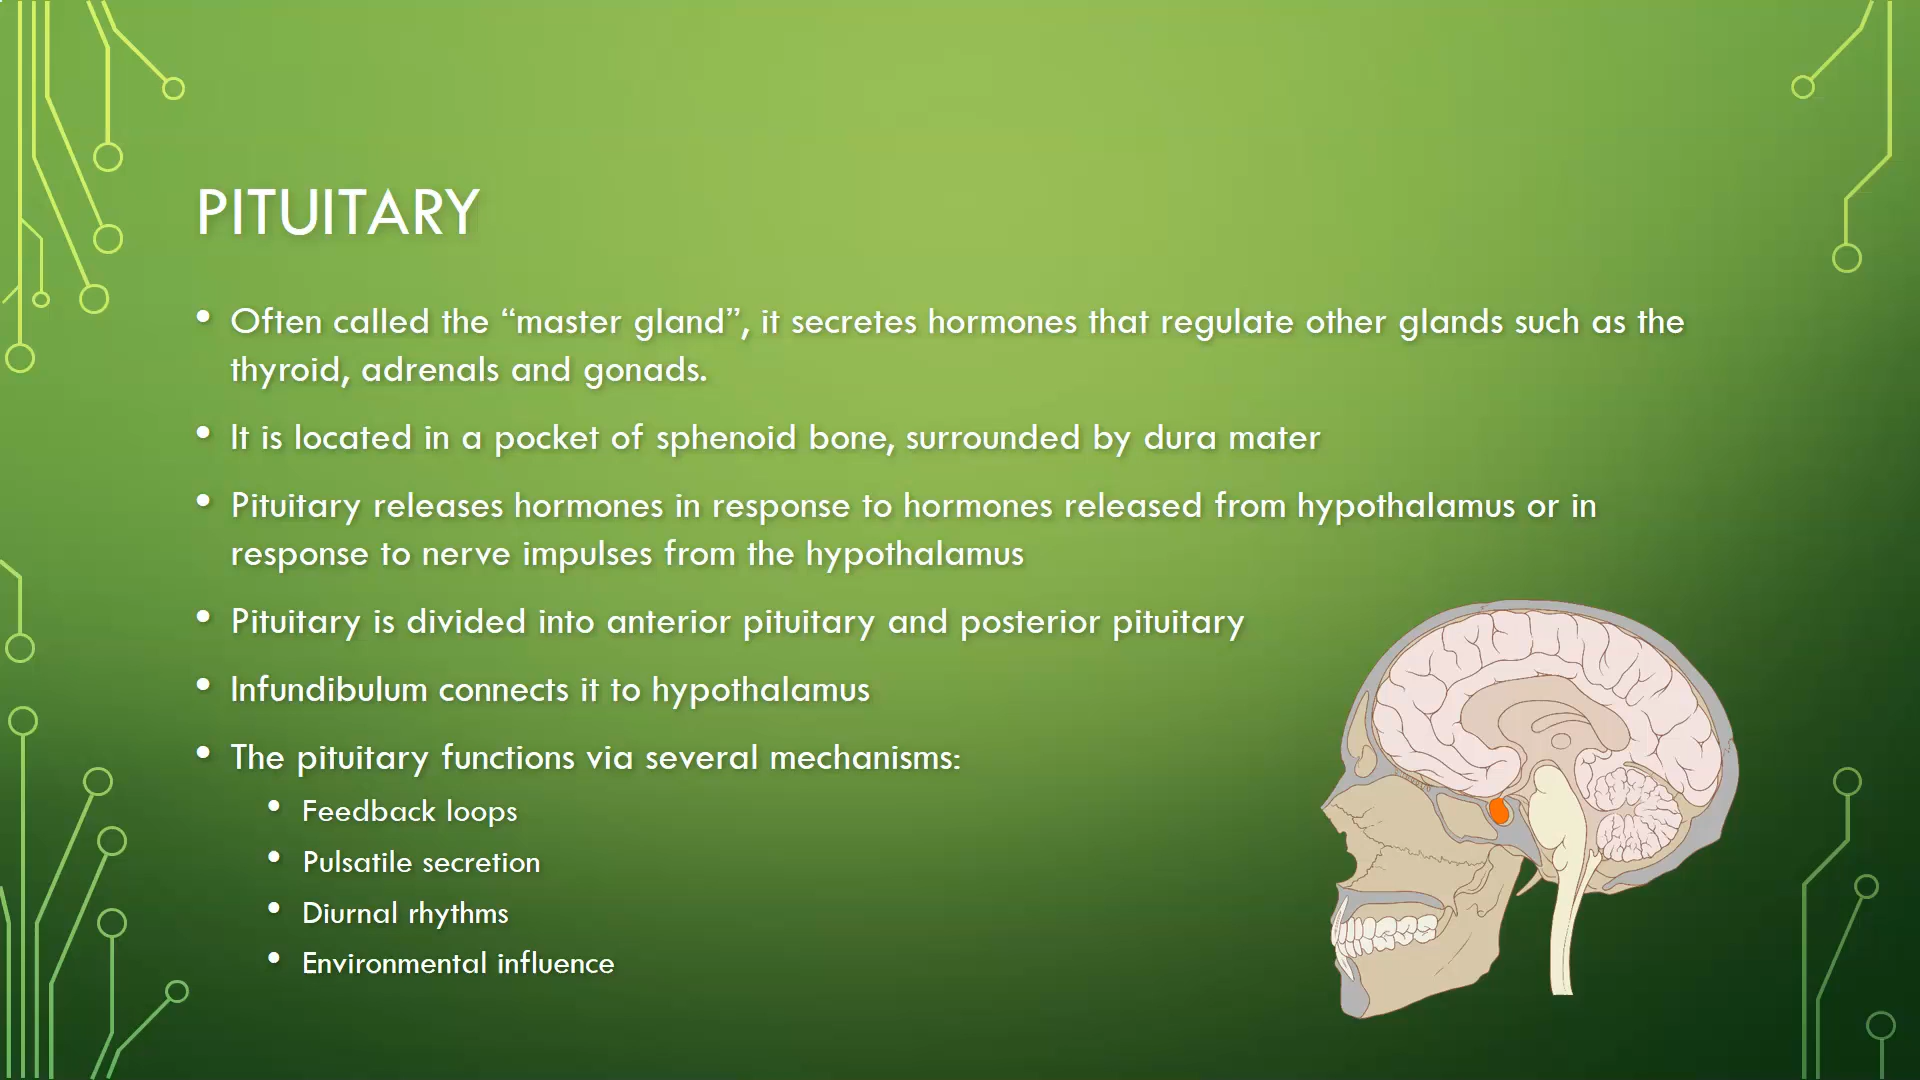 PITUITARY
• Often called the “master gland”, it secretes hormones that regulate other glands such as the
thyroid, adrenals and gonads.
• It is located in a pocket of sphenoid bone, surrounded by dura mater
• Pituitary releases hormones in response to hormones released from hypothalamus or in
response to nerve impulses from the hypothalamus
• Pituitary is divided into anterior pituitary and posterior pituitary
• Infundibulum connects it to hypothalamus
• The pituitary functions via several mechanisms:
• Feedback loops
• Pulsatile secretion
• Diurnal rhythms
• Environmental influence